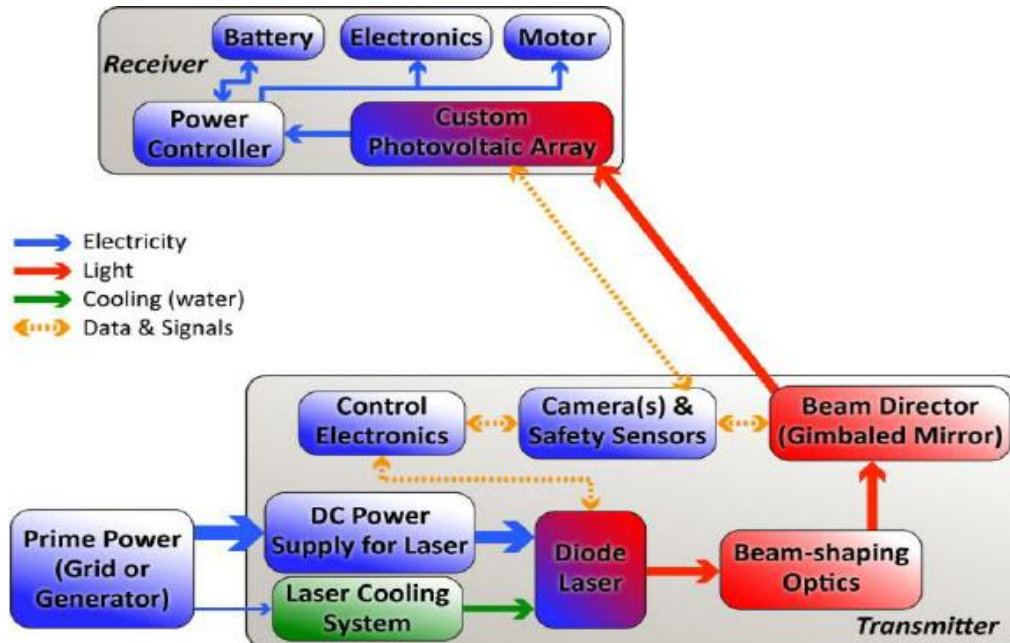 Battery
Electronics
Motor
Receiver
Power
Controller
Custom
Photovoltaic Array
Electricity
Light
Cooling (water)
Data & Signals
Control
Electronics
Camera(s) &
Safety Sensors
Beam Director
(Gimbaled Mirror)
Prime Power
(Grid or
Generator)
DC Power
Supply for Laser
Diode
Laser
Beam-shaping
Optics
Laser Cooling
System
Transmitter